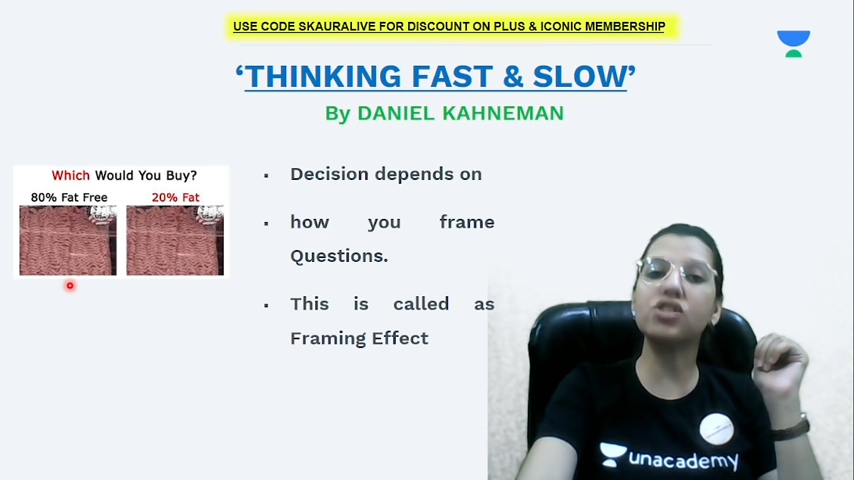 USE CODE SKAURALIVE FOR DISCOUNT ON PLUS & ICONIC MEMBERSHIP
‘THINKING FAST & SLOW’
By DANIEL KAHNEMAN
Which Would You Buy?
80% Fat Free 20% Fat
▪ Decision depends on
▪ how you frame
Questions.
▪ This is called as
Framing Effect
unacademy